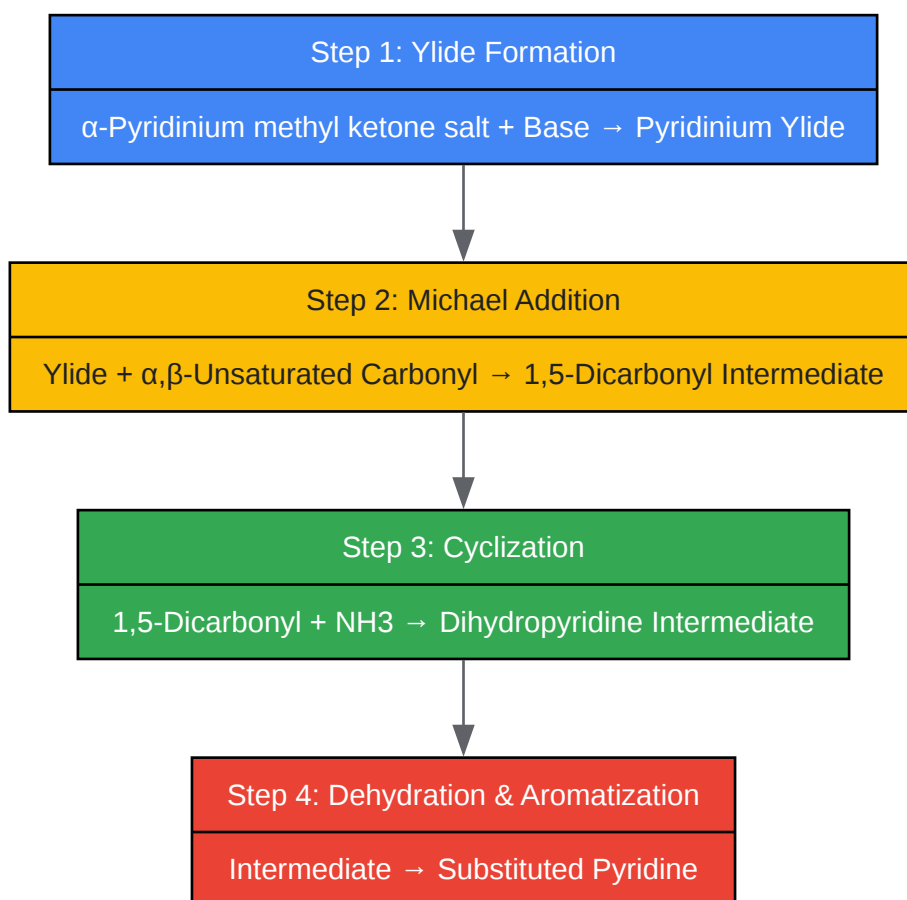 Step 1: Ylide Formation
α-Pyridinium methyl ketone salt + Base → Pyridinium Ylide
Step 2: Michael Addition
Ylide + α,β-Unsaturated Carbonyl → 1,5-Dicarbonyl Intermediate
Step 3: Cyclization
1,5-Dicarbonyl + NH3 → Dihydropyridine Intermediate
Step 4: Dehydration & Aromatization
Intermediate → Substituted Pyridine